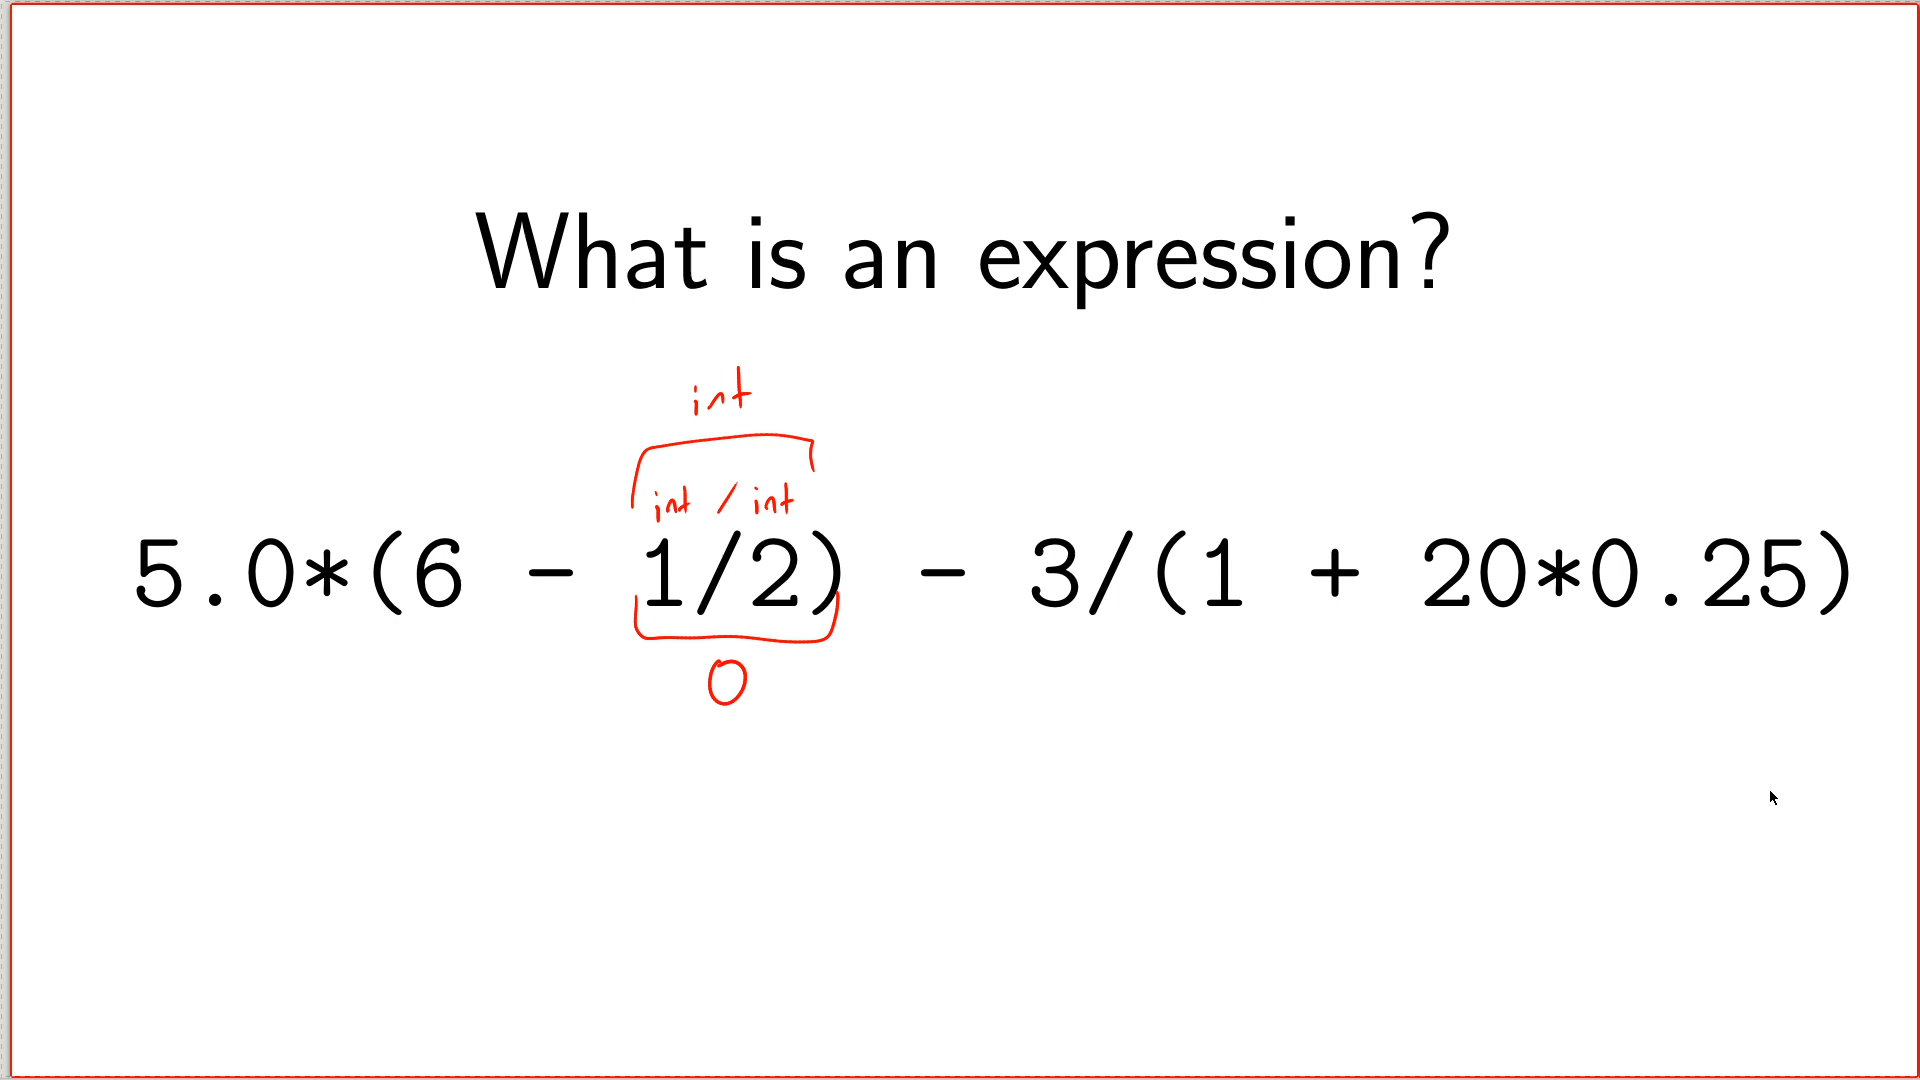 What is an expression?
int
int / int
5.0*(6 - 1/2) - 3/(1 + 20*0.25)
0